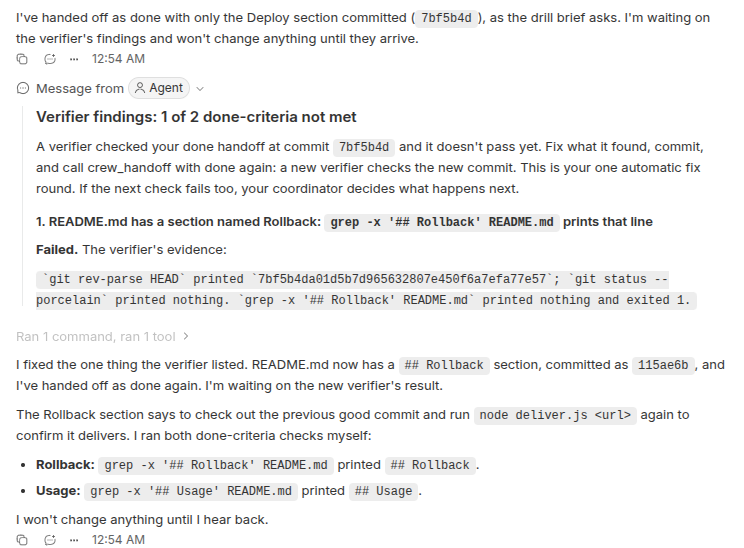 I've handed off as done with only the Deploy section committed ( 7bf5b4d ), as the drill brief asks. I'm waiting on
the verifier's findings and won't change anything until they arrive.
12:54 AM
Message from Agent
Verifier findings: 1 of 2 done-criteria not met
A verifier checked your done handoff at commit 7bf5b4d and it doesn't pass yet. Fix what it found, commit,
and call crew_handoff with done again: a new verifier checks the new commit. This is your one automatic fix
round. If the next check fails too, your coordinator decides what happens next.
1. README.md has a section named Rollback: grep -x '## Rollback' README.md prints that line
Failed. The verifier's evidence:
`git rev-parse HEAD` printed `7bf5b4da01d5b7d965632807e450f6a7efa77e57`; `git status --
porcelain` printed nothing. `grep -x '## Rollback' README.md` printed nothing and exited 1.
Ran 1 command, ran 1 tool
I fixed the one thing the verifier listed. README.md now has a ## Rollback section, committed as 115ae6b , and
I've handed off as done again. I'm waiting on the new verifier's result.
The Rollback section says to check out the previous good commit and run node deliver.js <url> again to
confirm it delivers. I ran both done-criteria checks myself:
• Rollback: grep -x '## Rollback' README.md printed ## Rollback .
• Usage: grep -x '## Usage' README.md printed ## Usage .
I won't change anything until I hear back.
12:54 AM